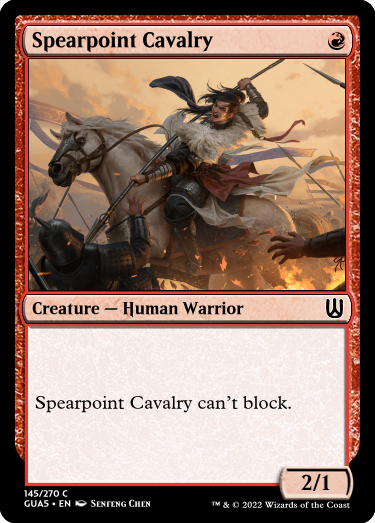 Spearpoint Cavalry
Creature — Human Warrior
Spearpoint Cavalry can't block.
2/1
145/270 C
GUA5 • EN Senfeng Chen
™ & © 2022 Wizards of the Coast